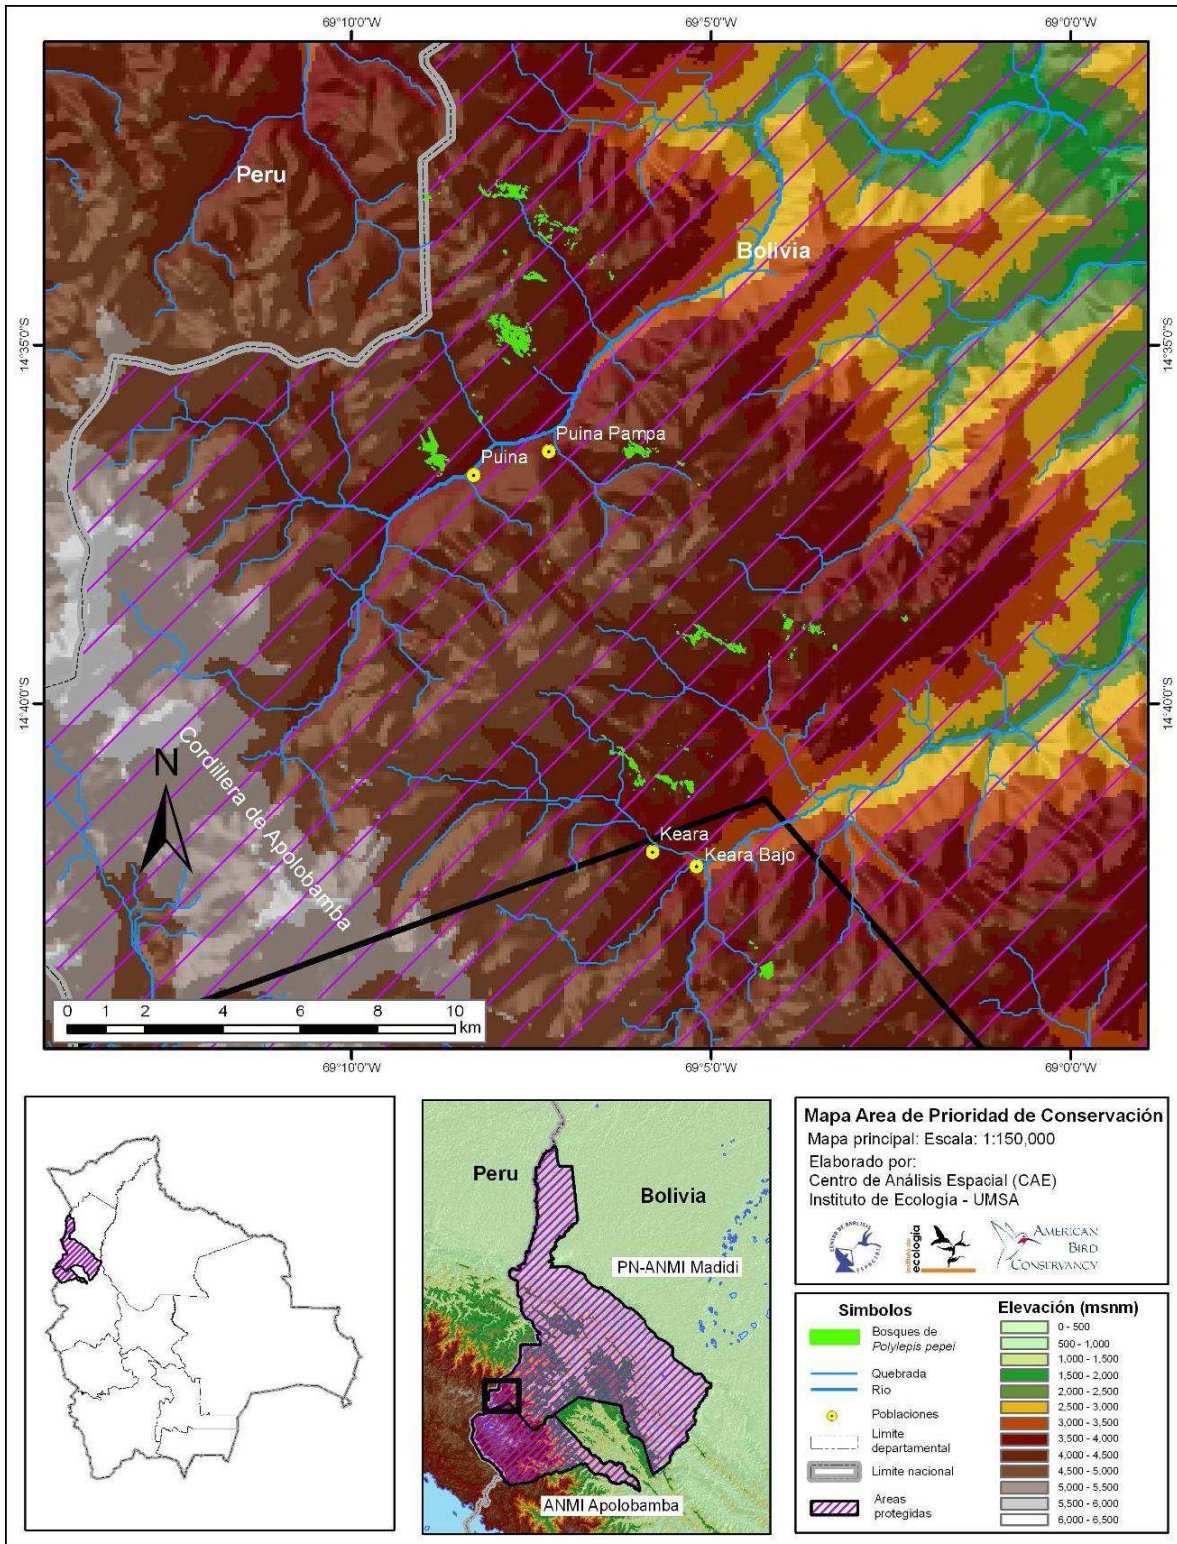 69°10'0"W
69°5'0"W
69°0'0"W
Peru
Bolivia
14°35'0"S
14°35'0"S
Puina Pampa
Puina
14°40'0"S
14°40'0"S
Cordillera de Apolobamba
N
Keara
Keara Bajo
0 1 2 4 6 8 10
km
69°10'0"W
69°5'0"W
69°0'0"W
Peru
Bolivia
PN-ANMI Madidi
ANMI Apolobamba
Mapa Area de Prioridad de Conservación
Mapa principal: Escala: 1:150,000
Elaborado por:
Centro de Análisis Espacial (CAE)
Instituto de Ecología - UMSA
CENTRO DE ANÁLISIS ESPACIAL
instituto de
ecología
AMERICAN
BIRD
CONSERVANCY
Simbolos
Bosques de
Polylepis pepei
Quebrada
Rio
Poblaciones
Limite
departamental
Limite nacional
Areas
protegidas
Elevación (msnm)
0 - 500
500 - 1,000
1,000 - 1,500
1,500 - 2,000
2,000 - 2,500
2,500 - 3,000
3,000 - 3,500
3,500 - 4,000
4,000 - 4,500
4,500 - 5,000
5,000 - 5,500
5,500 - 6,000
6,000 - 6,500